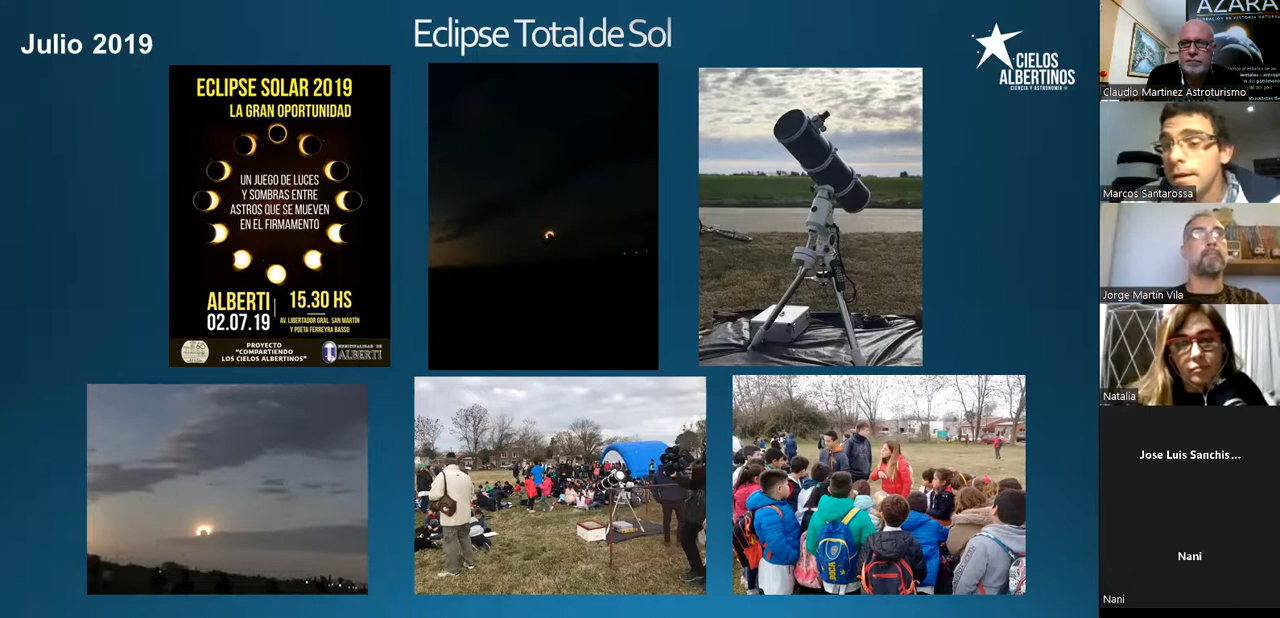 Julio 2019
Eclipse Total de Sol
CIELOS
ALBERTINOS
CIENCIA Y ASTRONOMÍA
ECLIPSE SOLAR 2019
LA GRAN OPORTUNIDAD
UN JUEGO DE LUCES
Y SOMBRAS ENTRE
ASTROS QUE SE MUEVEN
EN EL FIRMAMENTO
ALBERTI
02.07.19
15.30 HS
AV. LIBERTADOR GRAL. SAN MARTÍN
Y POETA FERREYRA BASSO
PROYECTO
"COMPARTIENDO
LOS CIELOS ALBERTINOS"
MUNICIPALIDAD DE
ALBERTI
BOCA
AZARA
Claudio Martinez Astroturismo
Marcos Santarossa
Jorge Martín Vila
Natalia
Jose Luis Sanchis...
Nani
Nani